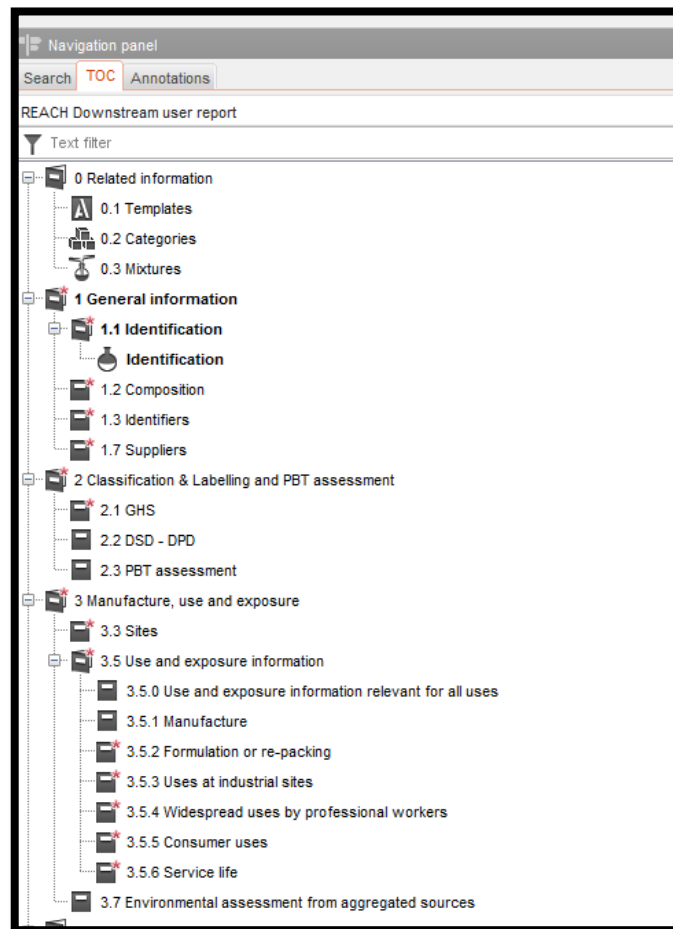 Navigation panel
Search TOC Annotations
REACH Downstream user report
Text filter
0 Related information
0.1 Templates
0.2 Categories
0.3 Mixtures
1 General information
1.1 Identification
Identification
1.2 Composition
1.3 Identifiers
1.7 Suppliers
2 Classification & Labelling and PBT assessment
2.1 GHS
2.2 DSD - DPD
2.3 PBT assessment
3 Manufacture, use and exposure
3.3 Sites
3.5 Use and exposure information
3.5.0 Use and exposure information relevant for all uses
3.5.1 Manufacture
3.5.2 Formulation or re-packing
3.5.3 Uses at industrial sites
3.5.4 Widespread uses by professional workers
3.5.5 Consumer uses
3.5.6 Service life
3.7 Environmental assessment from aggregated sources